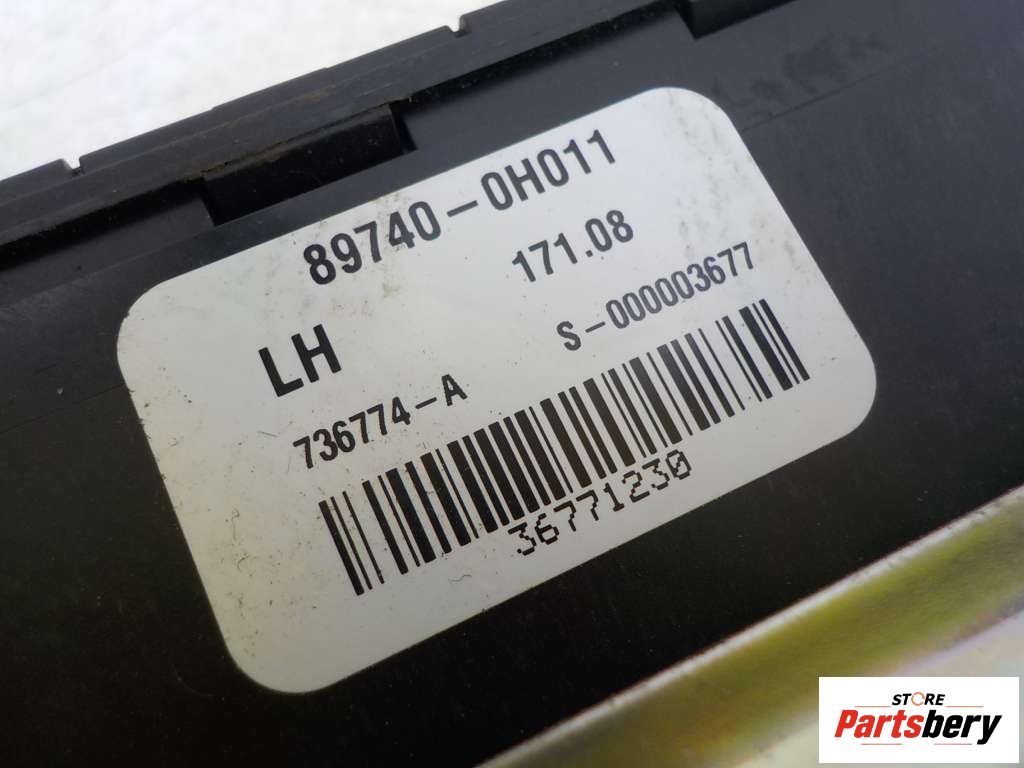 89740-0H011
171.08
LH
S-000003677
736774-A
36771230
STORE
Partsbery